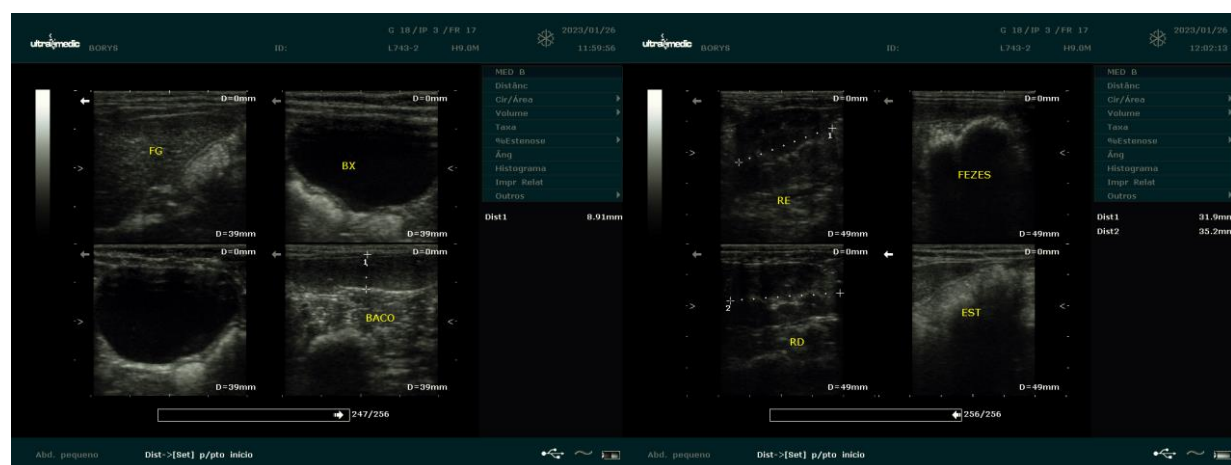 G 18/IP 3 /FR 17
2023/01/26
ultramedic BORYS
ID:
L743-2 H9.0M
11:59:56
MED B
Distânc
Cir/Área
Volume
Taxa
%Estenose
Âng
Histograma
Impr Relat
Outros
Dist1 8.91mm
D=0mm
FG
D=39mm
D=0mm
BX
D=39mm
D=0mm
D=39mm
D=0mm
1
BACO
D=39mm
247/256
Abd. pequeno
Dist->[Set] p/pto início
G 18/IP 3 /FR 17
2023/01/26
ultramedic BORYS
ID:
L743-2 H9.0M
12:02:13
MED B
Distânc
Cir/Área
Volume
Taxa
%Estenose
Âng
Histograma
Impr Relat
Outros
Dist1 31.9mm
Dist2 35.2mm
D=0mm
1
RE
D=49mm
D=0mm
FEZES
D=49mm
D=0mm
2
RD
D=49mm
D=0mm
EST
D=49mm
256/256
Abd. pequeno
Dist->[Set] p/pto início